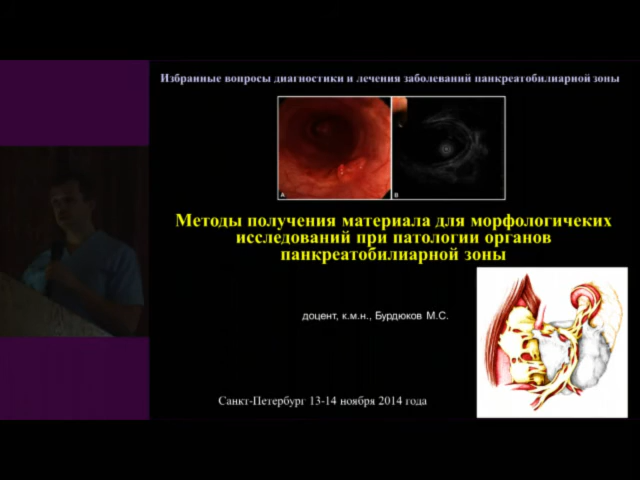 Избранные вопросы диагностики и лечения заболеваний панкреатобилиарной зоны
A
B
Методы получения материала для морфологичеких
исследований при патологии органов
панкреатобилиарной зоны
доцент, к.м.н., Бурдюков М.С.
Санкт-Петербург 13-14 ноября 2014 года